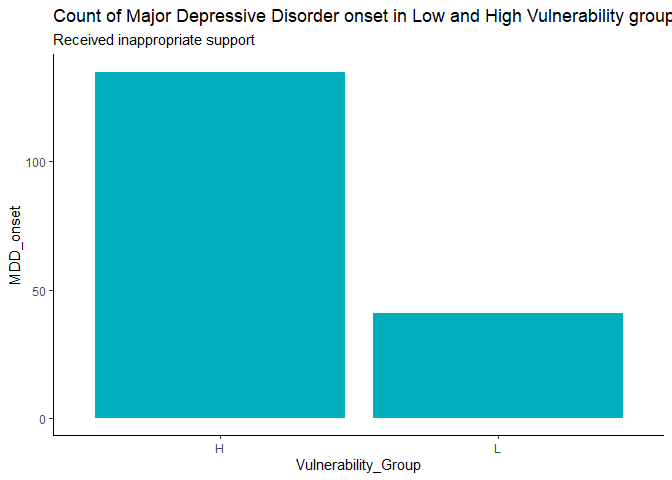 Count of Major Depressive Disorder onset in Low and High Vulnerability group
Received inappropriate support
MDD_onset
100
50
0
H
L
Vulnerability_Group